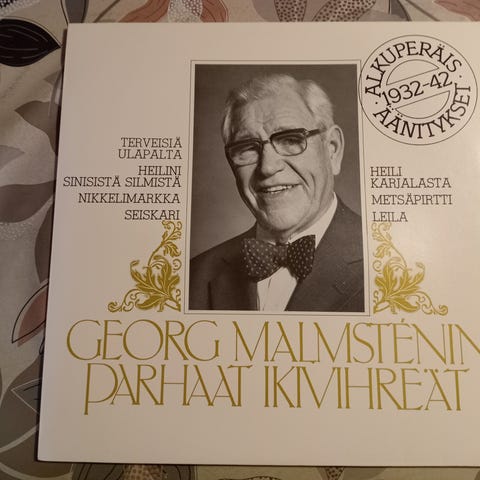 ALKUPERÄIS
1932-42
ÄÄNITYKSET
TERVEISIÄ
ULAPALTA
HEILINI
SINISISTÄ SILMISTÄ
NIKKELIMARKKA
SEISKARI
HEILI
KARJALASTA
METSÄPIRTTI
LEILA
GEORG MALMSTÉNIN
PARHAAT IKIVIHREÄT